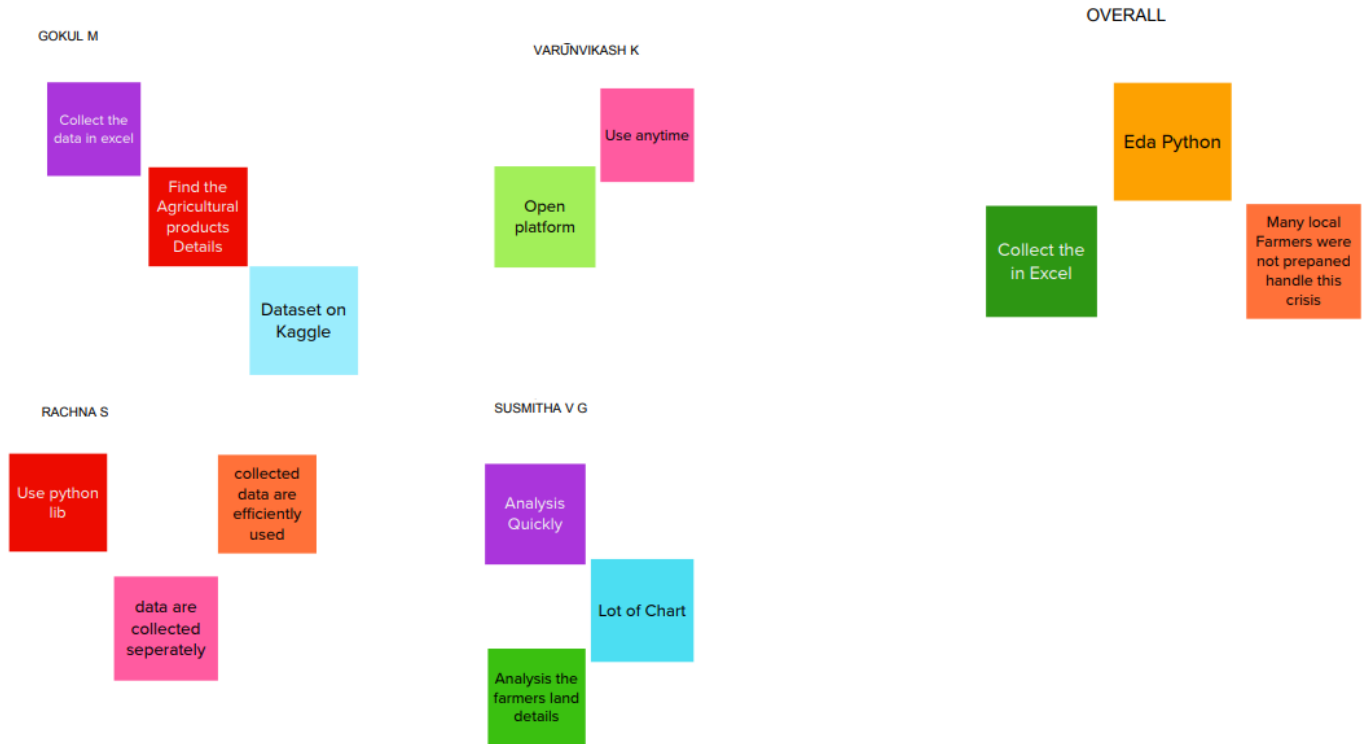 GOKUL M
Collect the
data in excel
Find the
Agricultural
products
Details
Dataset on
Kaggle
VARUNVIKASH K
Use anytime
Open
platform
OVERALL
Eda Python
Collect the
in Excel
Many local
Farmers were
not prepaned
handle this
crisis
RACHNA S
Use python
lib
collected
data are
efficiently
used
data are
collected
seperately
SUSMITHA V G
Analysis
Quickly
Lot of Chart
Analysis the
farmers land
details